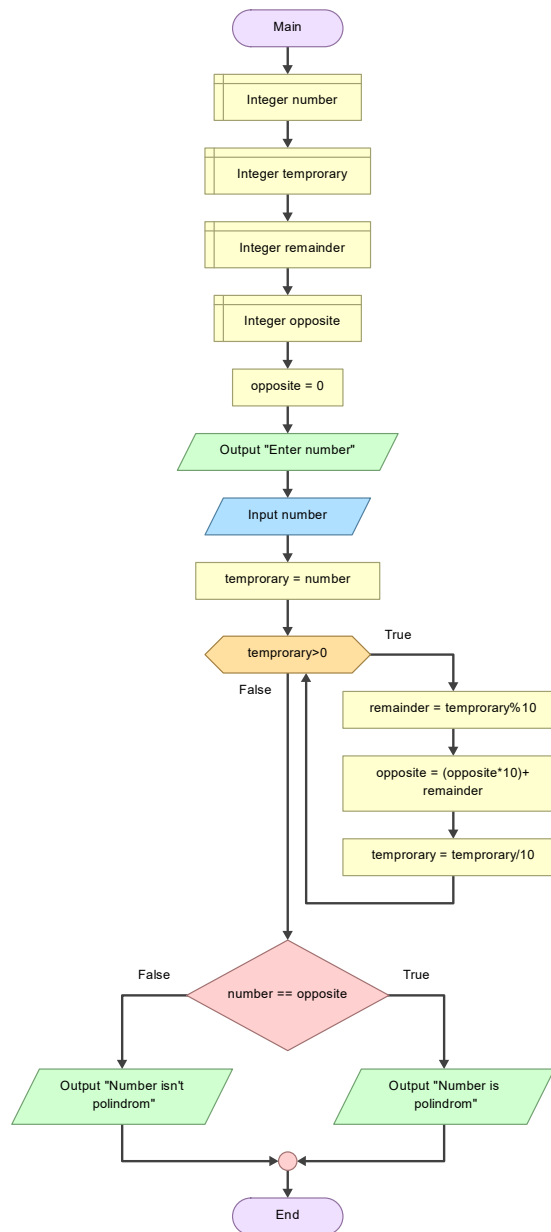 Main
Integer number
Integer temprorary
Integer remainder
Integer opposite
opposite = 0
Output "Enter number"
Input number
temprorary = number
temprorary>0
True
False
remainder = temprorary%10
opposite = (opposite*10)+
remainder
temprorary = temprorary/10
number == opposite
False
True
Output "Number isn't
polindrom"
Output "Number is
polindrom"
End